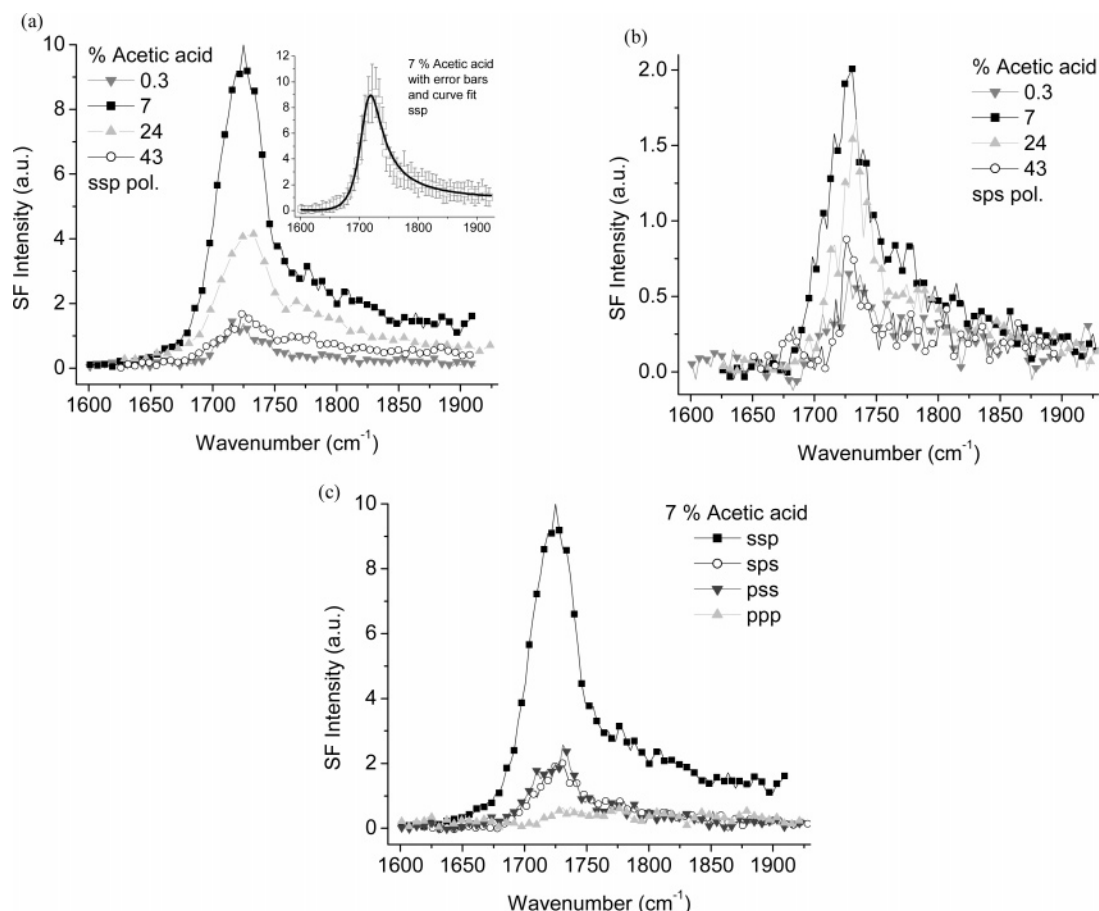 (a)
10
8
6
4
2
0
SF Intensity (a.u.)
% Acetic acid
0.3
7
24
43
ssp pol.
12
10
8
6
4
2
0
1600 1700 1800 1900
7 % Acetic acid
with error bars
and curve fit
ssp
1600 1650 1700 1750 1800 1850 1900
Wavenumber (cm-1)
(b)
2.0
1.5
1.0
0.5
0.0
SF Intensity (a.u.)
% Acetic acid
0.3
7
24
43
sps pol.
1600 1650 1700 1750 1800 1850 1900
Wavenumber (cm-1)
(c)
10
8
6
4
2
0
SF Intensity (a.u.)
7 % Acetic acid
ssp
sps
pss
ppp
1600 1650 1700 1750 1800 1850 1900
Wavenumber (cm-1)